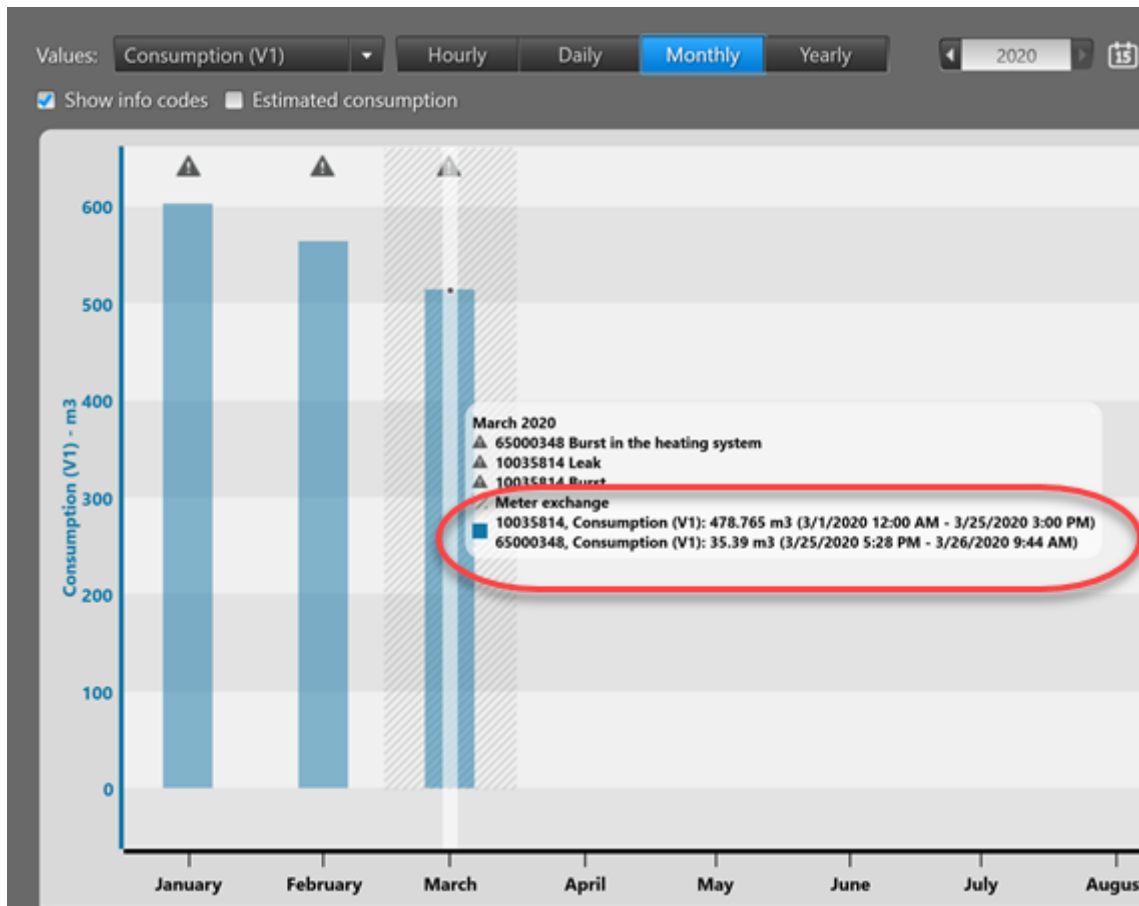 Values: Consumption (V1) Hourly Daily Monthly Yearly 2020 15
Show info codes Estimated consumption
600
500
400
300
200
100
0
Consumption (V1) - m3
March 2020
65000348 Burst in the heating system
10035814 Leak
10035814 Burst
Meter exchange
10035814, Consumption (V1): 478.765 m3 (3/1/2020 12:00 AM - 3/25/2020 3:00 PM)
65000348, Consumption (V1): 35.39 m3 (3/25/2020 5:28 PM - 3/26/2020 9:44 AM)
January February March April May June July Augus